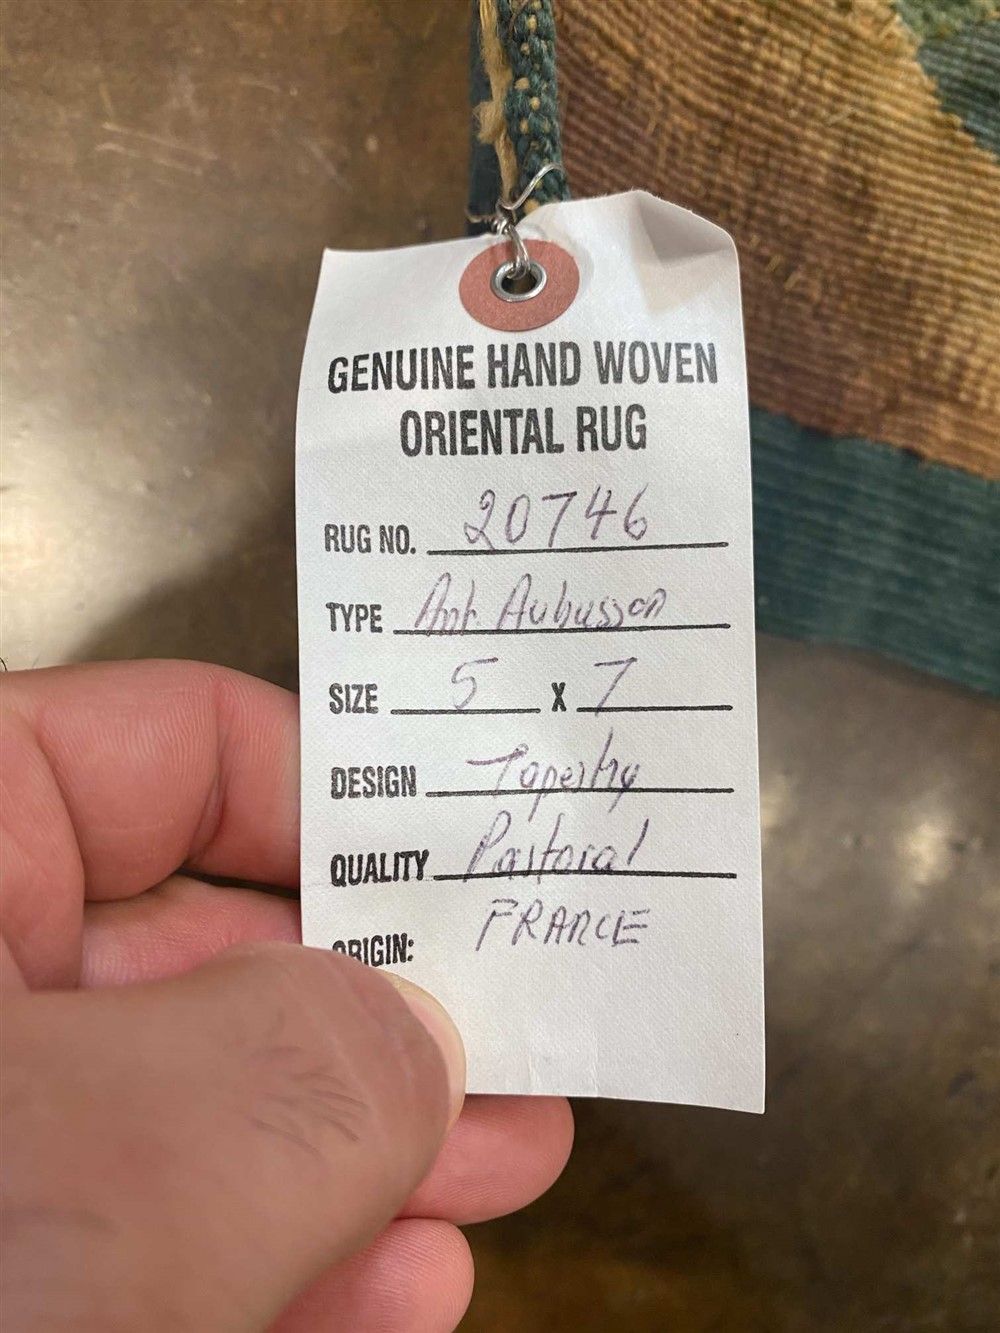 GENUINE HAND WOVEN
ORIENTAL RUG
RUG NO. 20746
TYPE Ant. Aubusson
SIZE 5 X 7
DESIGN Tapestry
QUALITY Pastoral
ORIGIN: FRANCE